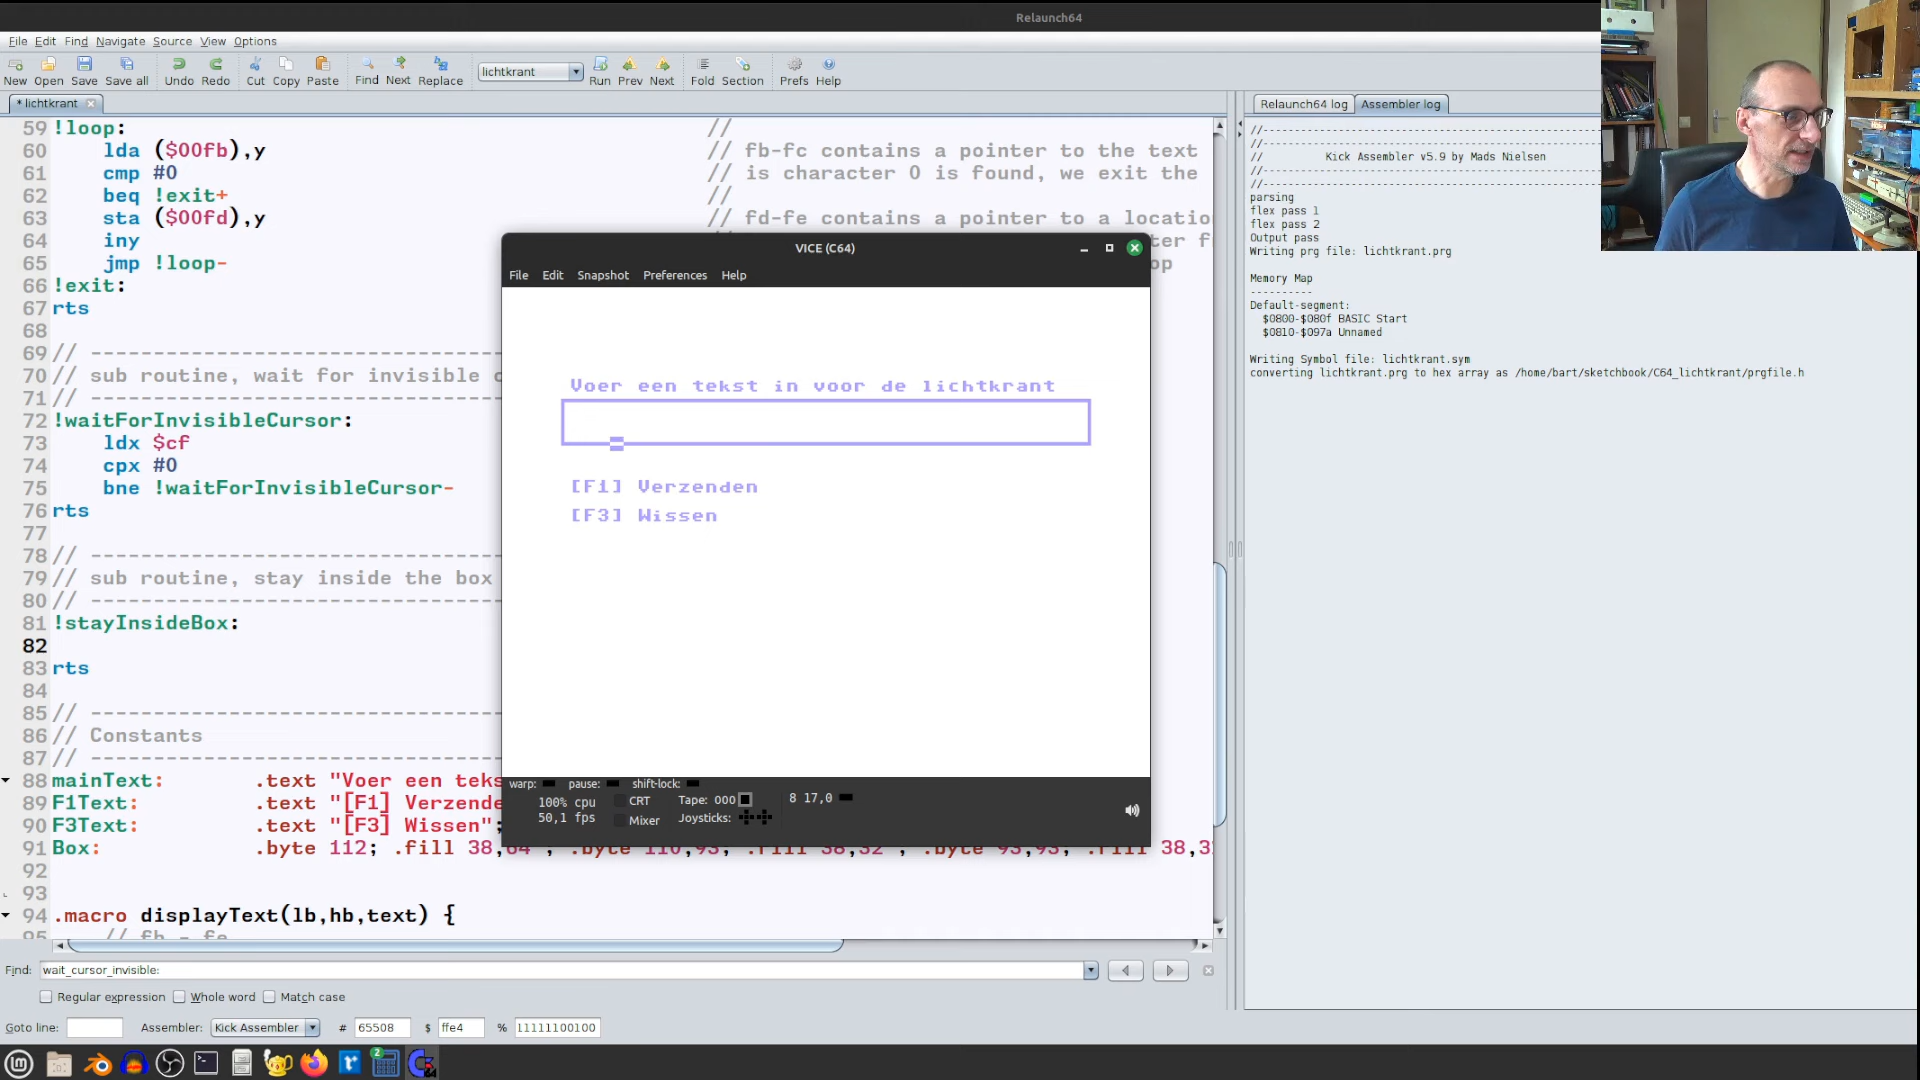 Relaunch64
File Edit Find Navigate Source View Options
New Open Save Save all Undo Redo Cut Copy Paste Find Next Replace lichtkrant Run Prev Next Fold Section Prefs Help
* lichtkrant
59 !loop: //
60 lda ($00fb),y // fb-fc contains a pointer to the text
61 cmp #0 // is character 0 is found, we exit the
62 beq !exit+ //
63 sta ($00fd),y // fd-fe contains a pointer to a locatio
64 iny
65 jmp !loop-
66 !exit:
67 rts
68
69 // ----------------------------------
70 // sub routine, wait for invisible
71 // ----------------------------------
72 !waitForInvisibleCursor:
73 ldx $cf
74 cpx #0
75 bne !waitForInvisibleCursor-
76 rts
77
78 // ----------------------------------
79 // sub routine, stay inside the box
80 // ----------------------------------
81 !stayInsideBox:
82
83 rts
84
85 // ----------------------------------
86 // Constants
87 // ----------------------------------
88 mainText: .text "Voer een teks
89 F1Text: .text "[F1] Verzende
90 F3Text: .text "[F3] Wissen";
91 Box: .byte 112; .fill 38,64 ; .byte 110,93; .fill 38,32 ; .byte 93,93; .fill 38,3
92
93
94 .macro displayText(lb,hb,text) {
95 // fb - fe
VICE (C64)
File Edit Snapshot Preferences Help
Voer een tekst in voor de lichtkrant
[F1] Verzenden
[F3] Wissen
warp: pause: shift-lock:
100% cpu CRT Tape: 000 8 17,0
50,1 fps Mixer Joysticks:
Relaunch64 log Assembler log
//------------------------------------------------------
//------------------------------------------------------
// Kick Assembler v5.9 by Mads Nielsen
//------------------------------------------------------
//------------------------------------------------------
parsing
flex pass 1
flex pass 2
Output pass
Writing prg file: lichtkrant.prg
Memory Map
----------
Default-segment:
$0800-$080f BASIC Start
$0810-$097a Unnamed
Writing Symbol file: lichtkrant.sym
converting lichtkrant.prg to hex array as /home/bart/sketchbook/C64_lichtkrant/prgfile.h
Find: wait_cursor_invisible:
Regular expression Whole word Match case
Goto line: Assembler: Kick Assembler # 65508 $ ffe4 % 11111100100
2